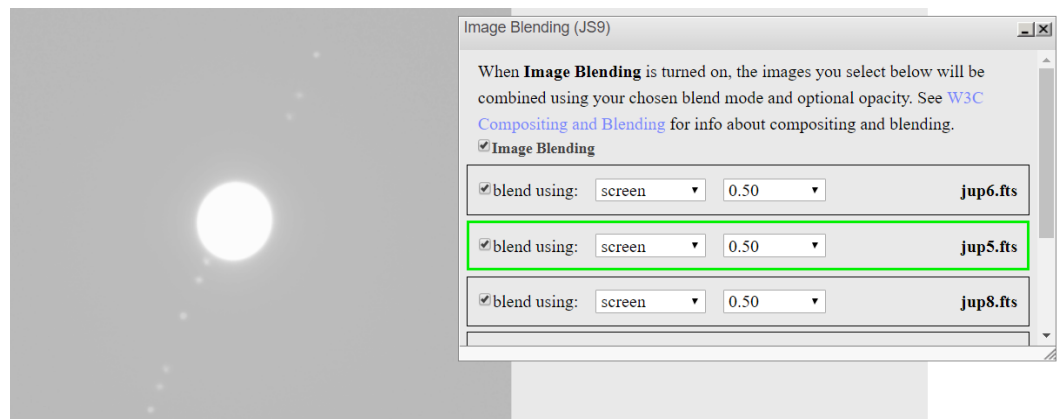 Image Blending (JS9)
When Image Blending is turned on, the images you select below will be
combined using your chosen blend mode and optional opacity. See W3C
Compositing and Blending for info about compositing and blending.
Image Blending
blend using: screen 0.50 jup6.fts
blend using: screen 0.50 jup5.fts
blend using: screen 0.50 jup8.fts